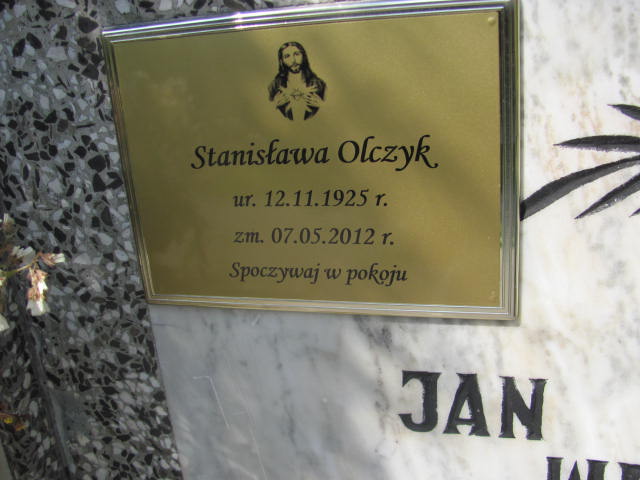 Stanisława Olczyk
ur. 12.11.1925 r.
zm. 07.05.2012 r.
Spoczywaj w pokoju
JAN